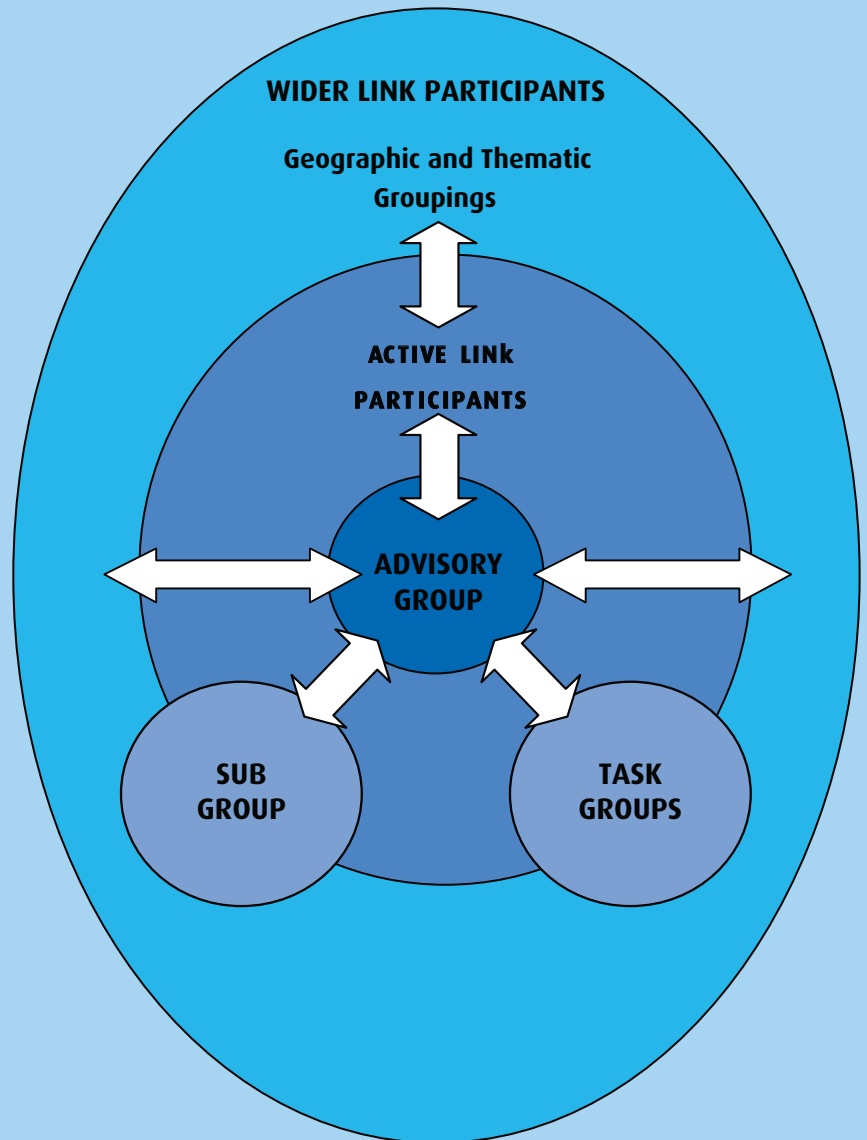 WIDER LINK PARTICIPANTS
Geographic and Thematic
Groupings
ACTIVE LINk
PARTICIPANTS
ADVISORY
GROUP
SUB
GROUP
TASK
GROUPS